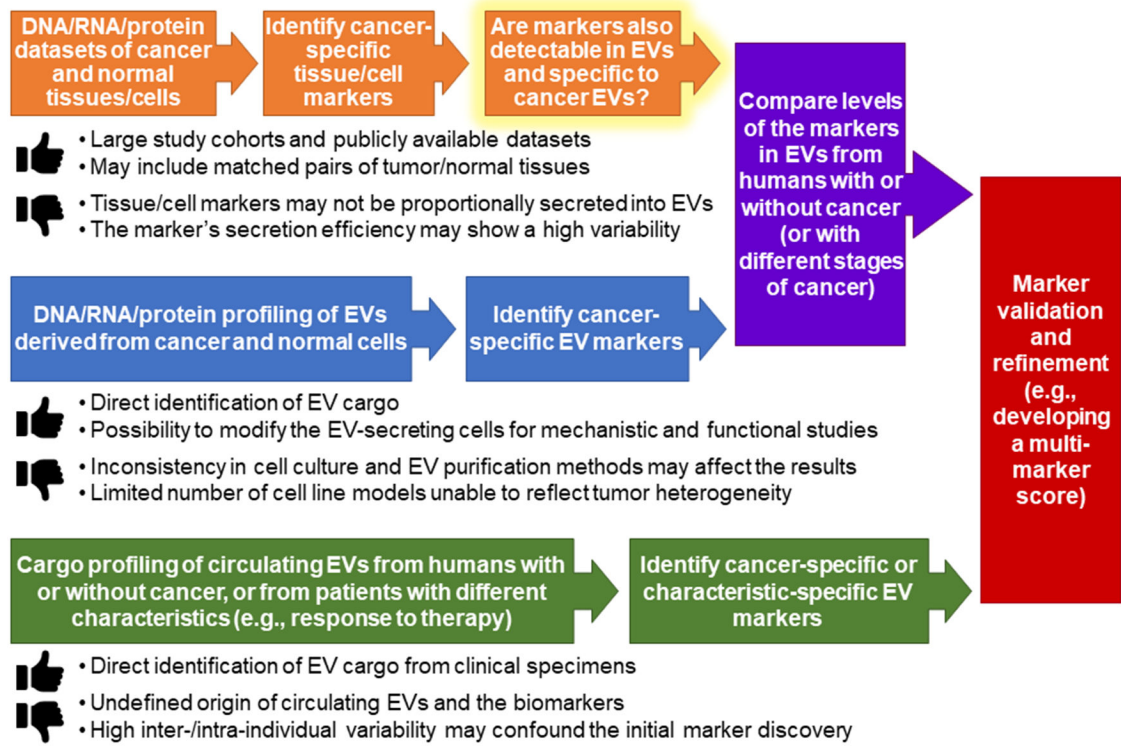 DNA/RNA/protein
datasets of cancer
and normal
tissues/cells
Identify cancer-
specific
tissue/cell
markers
Are markers also
detectable in EVs
and specific to
cancer EVs?
• Large study cohorts and publicly available datasets
• May include matched pairs of tumor/normal tissues
• Tissue/cell markers may not be proportionally secreted into EVs
• The marker's secretion efficiency may show a high variability
Compare levels
of the markers
in EVs from
humans with or
without cancer
(or with
different stages
of cancer)
DNA/RNA/protein profiling of EVs
derived from cancer and normal cells
Identify cancer-
specific EV markers
• Direct identification of EV cargo
• Possibility to modify the EV-secreting cells for mechanistic and functional studies
• Inconsistency in cell culture and EV purification methods may affect the results
• Limited number of cell line models unable to reflect tumor heterogeneity
Marker
validation
and
refinement
(e.g.,
developing
a multi-
marker
score)
Cargo profiling of circulating EVs from humans with
or without cancer, or from patients with different
characteristics (e.g., response to therapy)
Identify cancer-specific or
characteristic-specific EV
markers
• Direct identification of EV cargo from clinical specimens
• Undefined origin of circulating EVs and the biomarkers
• High inter-/intra-individual variability may confound the initial marker discovery